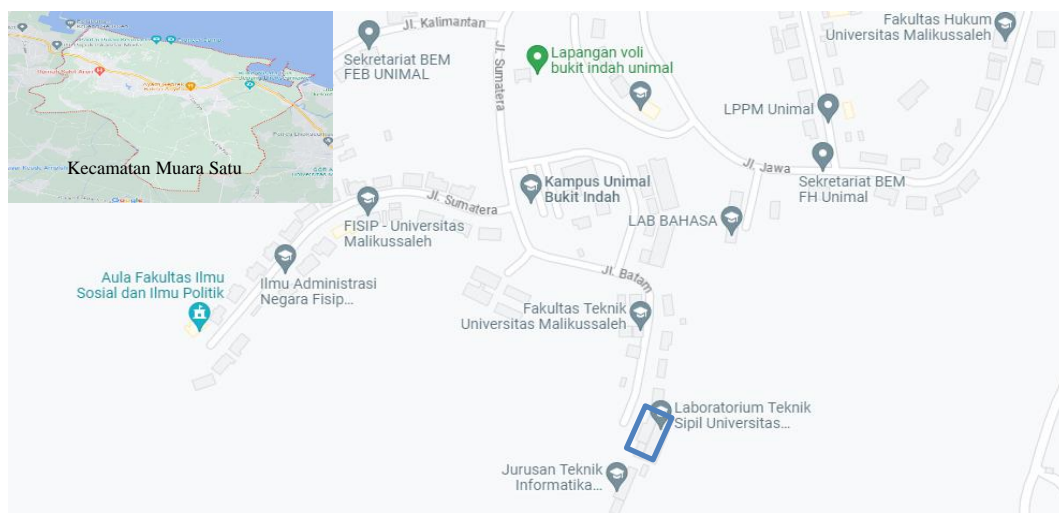 Kecamatan Muara Satu
Google
Jl. Kalimantan
Jl. Sumatera
Sekretariat BEM
FEB UNIMAL
Lapangan voli
bukit indah unimal
Fakultas Hukum
Universitas Malikussaleh
LPPM Unimal
Jl. Jawa
Sekretariat BEM
FH Unimal
Kampus Unimal
Bukit Indah
LAB BAHASA
Jl. Sumatera
FISIP - Universitas
Malikussaleh
Aula Fakultas Ilmu
Sosial dan Ilmu Politik
Ilmu Administrasi
Negara Fisip...
Jl. Batam
Fakultas Teknik
Universitas Malikussaleh
Laboratorium Teknik
Sipil Universitas...
Jurusan Teknik
Informatika...